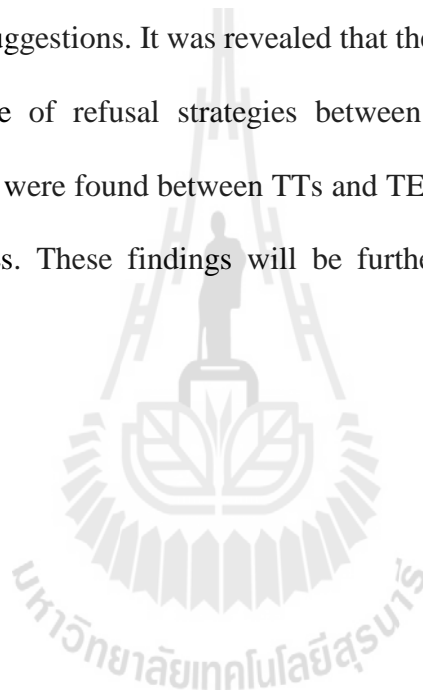 uggestions. It was revealed that the
e of refusal strategies between
were found between TTs and TE
s. These findings will be furthe
มหาวิทยาลัยเทคโนโลยีสุรนารี